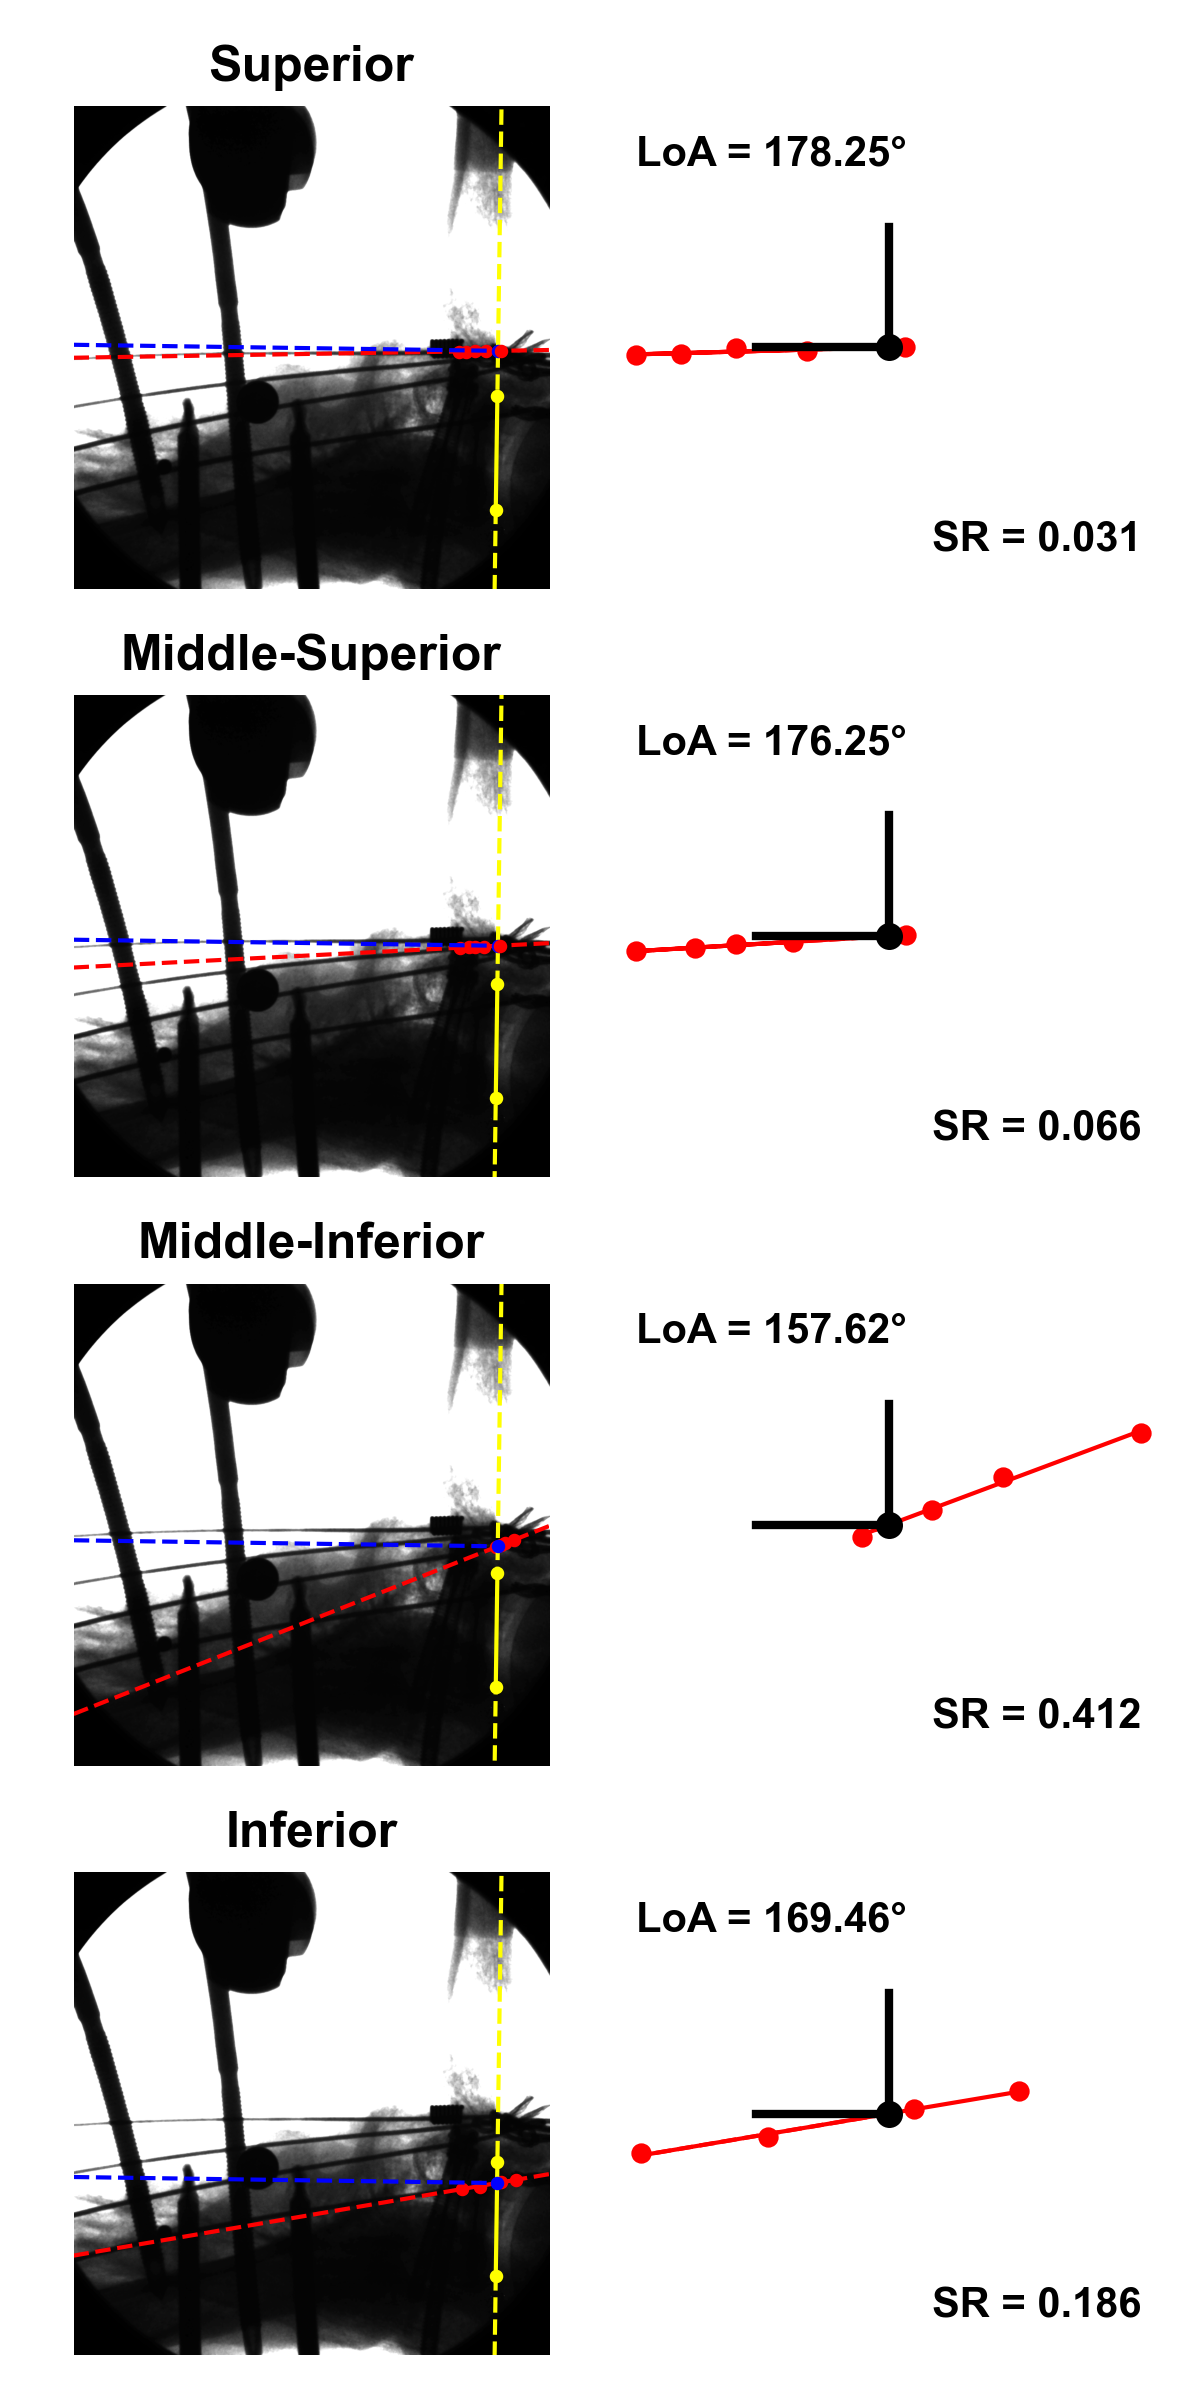 Superior
LoA = 178.25°
SR = 0.031
Middle-Superior
LoA = 176.25°
SR = 0.066
Middle-Inferior
LoA = 157.62°
SR = 0.412
Inferior
LoA = 169.46°
SR = 0.186